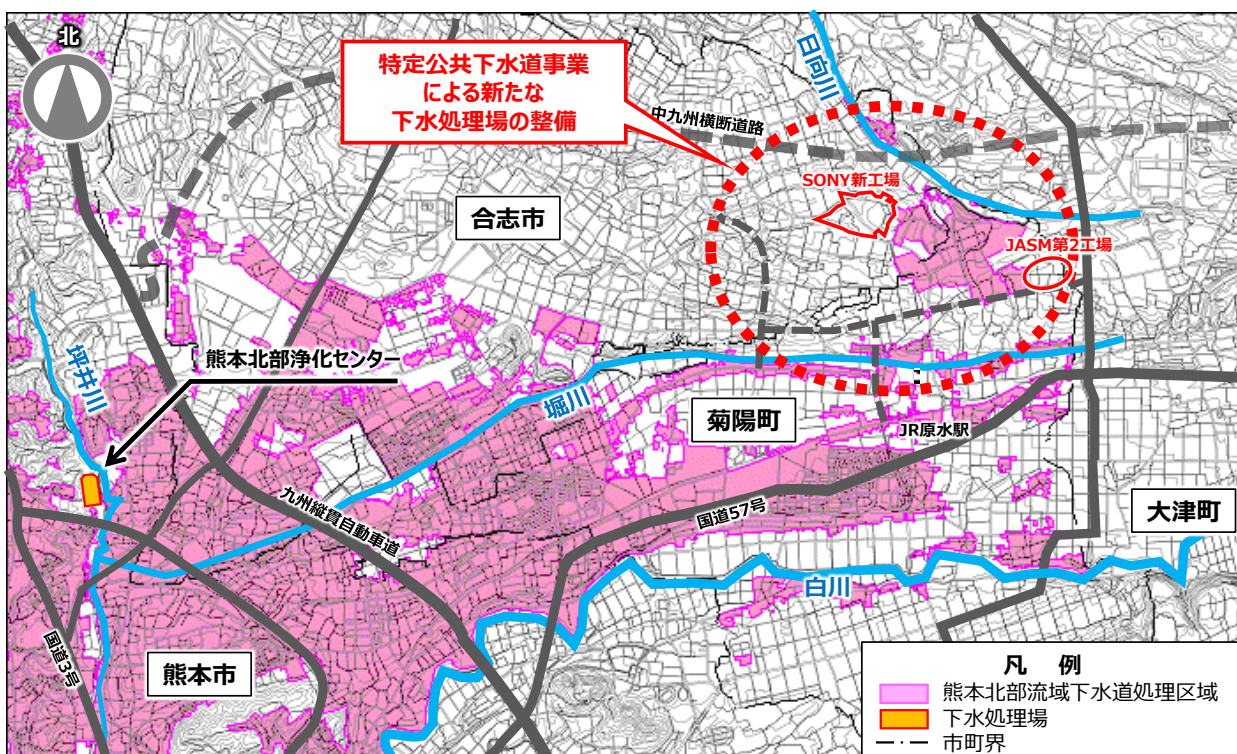 北
特定公共下水道事業
による新たな
下水処理場の整備
日向川
中九州横断道路
SONY新工場
合志市
JASM第2工場
坪井川
熊本北部浄化センター
堀川
菊陽町
JR原水駅
九州縦貫自動車道
国道57号
大津町
白川
国道3号
熊本市
凡 例
熊本北部流域下水道処理区域
下水処理場
市町界